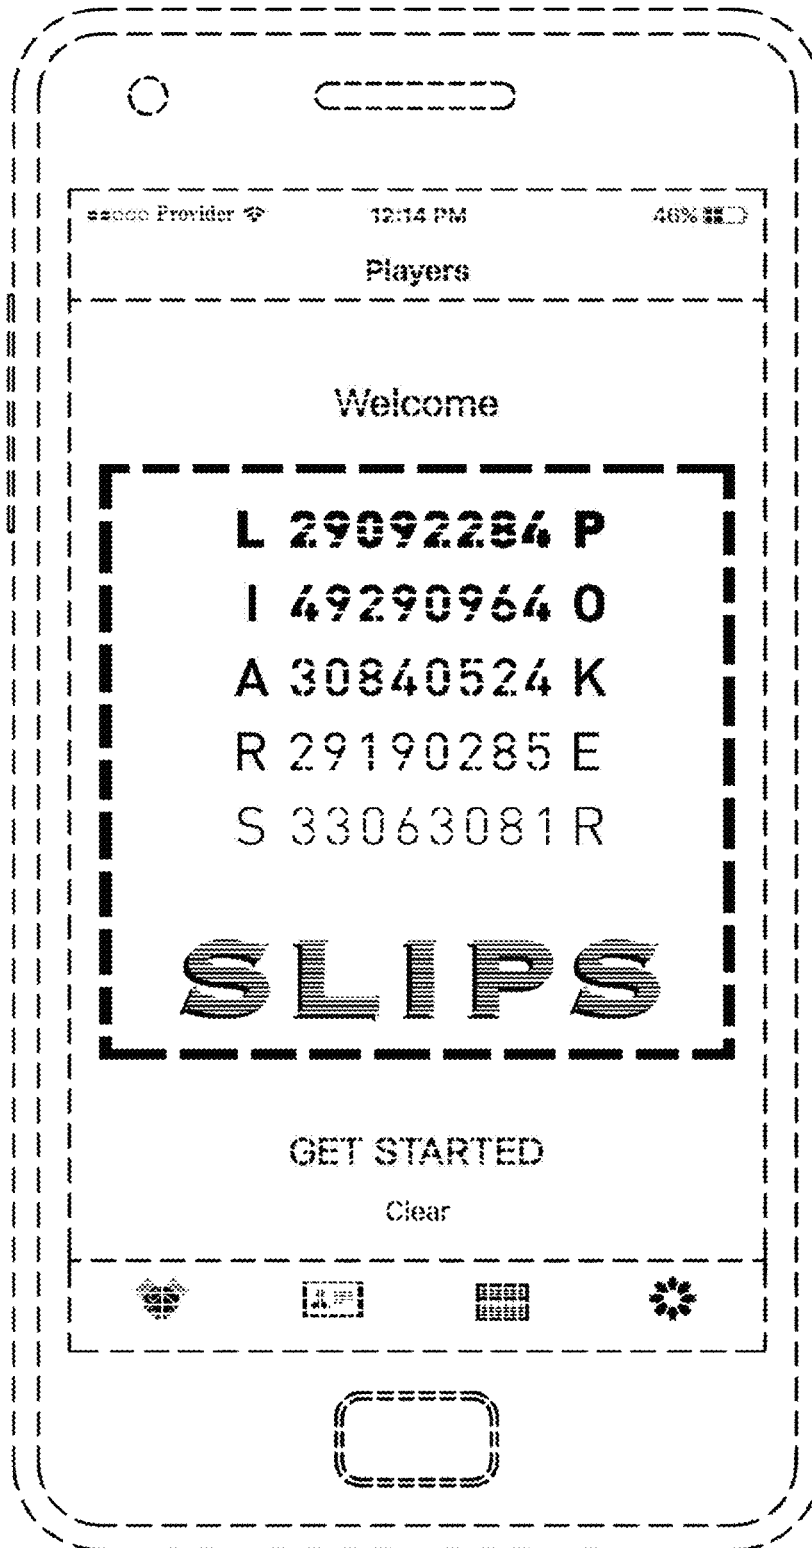 Provider 12:14 PM 46%
Players
Welcome
L 29092284 P
I 49290964 O
A 30840524 K
R 29190285 E
S 33063081 R
SLIPS
GET STARTED
Clear